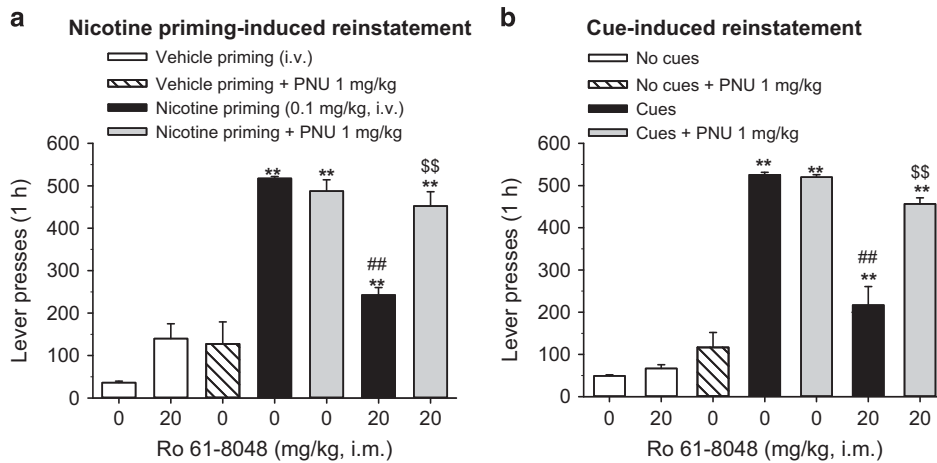 a
Nicotine priming-induced reinstatement
Vehicle priming (i.v.)
Vehicle priming + PNU 1 mg/kg
Nicotine priming (0.1 mg/kg, i.v.)
Nicotine priming + PNU 1 mg/kg
Lever presses (1 h)
600
500
400
300
200
100
0
**
**
##
**
$$
**
0 20 0 0 0 20 20
Ro 61-8048 (mg/kg, i.m.)
b
Cue-induced reinstatement
No cues
No cues + PNU 1 mg/kg
Cues
Cues + PNU 1 mg/kg
Lever presses (1 h)
600
500
400
300
200
100
0
**
**
##
**
$$
**
0 20 0 0 0 20 20
Ro 61-8048 (mg/kg, i.m.)